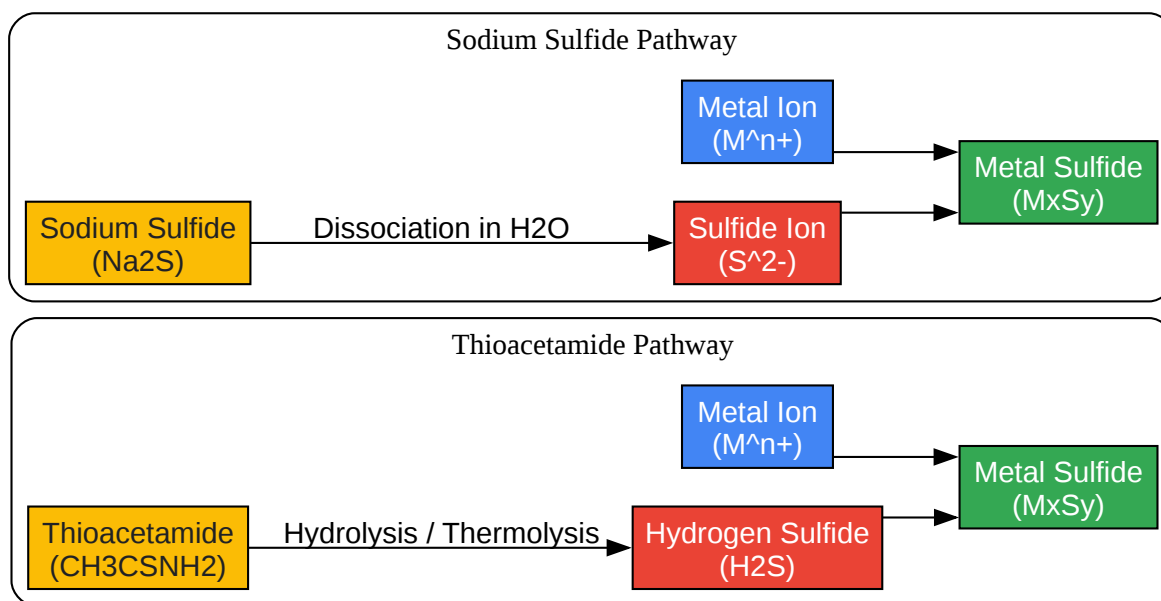 Sodium Sulfide Pathway
Metal Ion
(M^n+)
Metal Sulfide
(MxSy)
Sodium Sulfide
(Na2S)
Dissociation in H2O
Sulfide Ion
(S^2-)
Thioacetamide Pathway
Metal Ion
(M^n+)
Metal Sulfide
(MxSy)
Thioacetamide
(CH3CSNH2)
Hydrolysis / Thermolysis
Hydrogen Sulfide
(H2S)